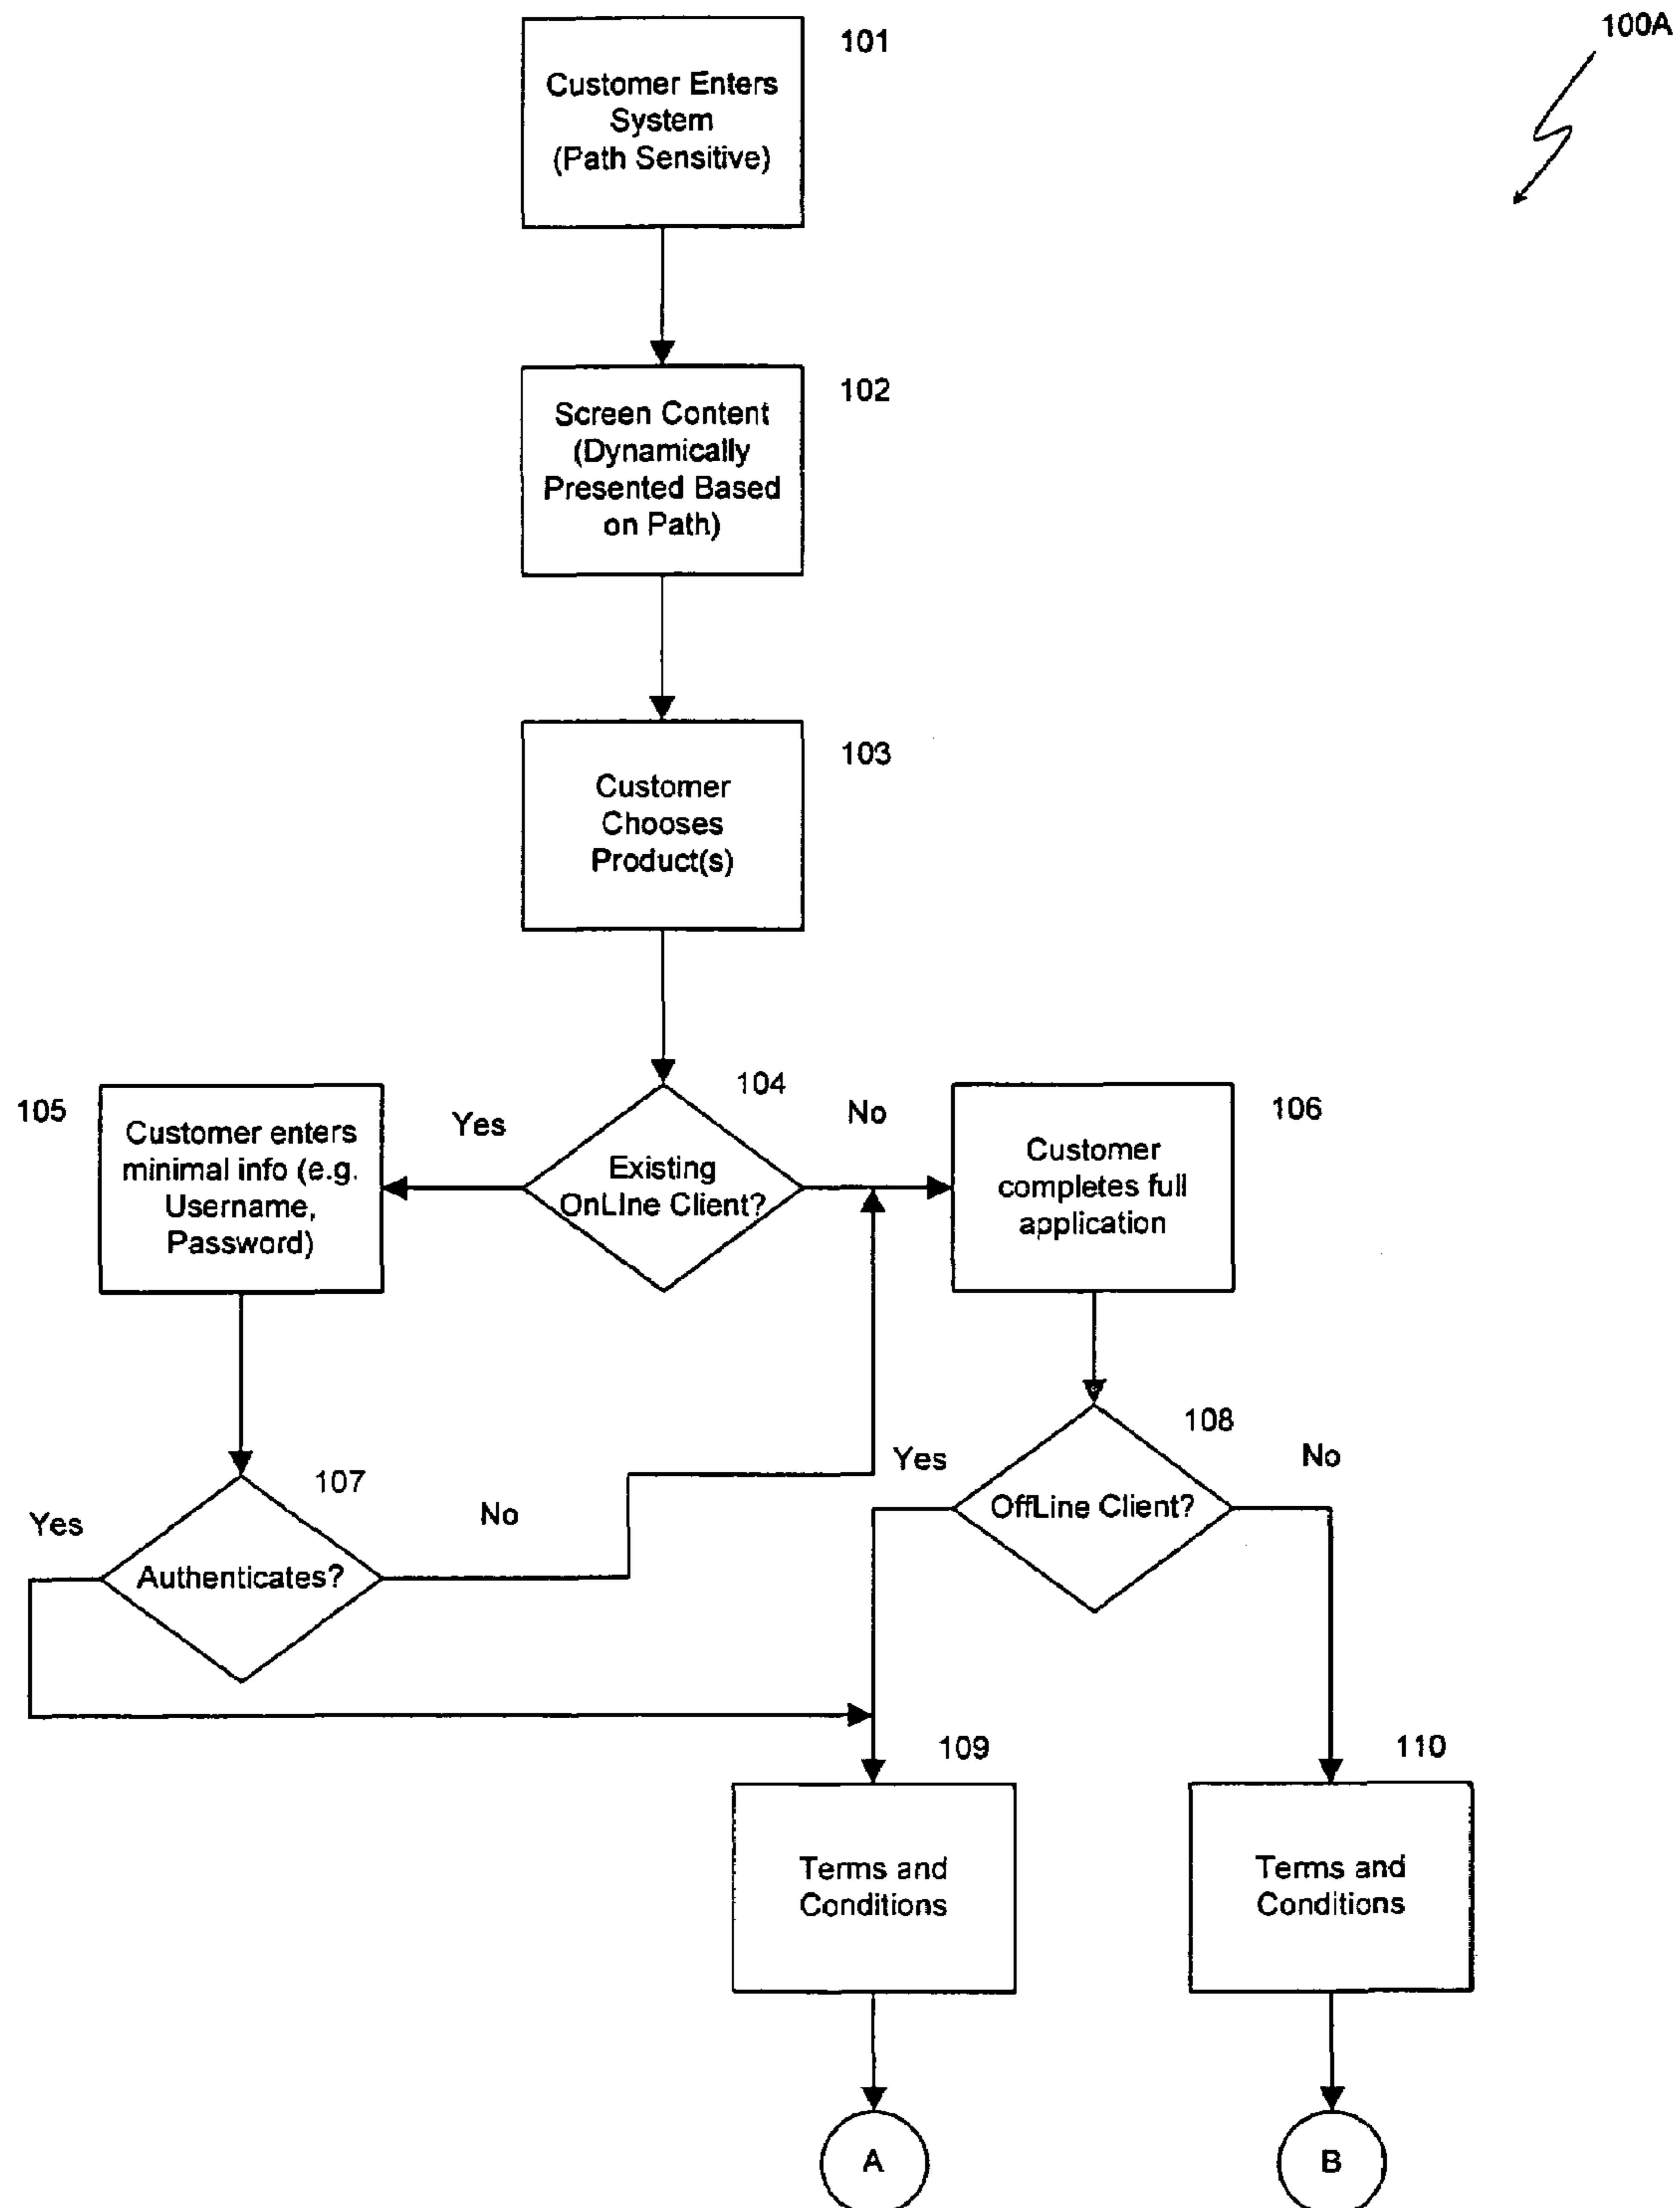 100A
101
Customer Enters
System
(Path Sensitive)
102
Screen Content
(Dynamically
Presented Based
on Path)
103
Customer
Chooses
Product(s)
104
Existing
OnLIne Client?
Yes
No
105
Customer enters
minimal info (e.g.
Username,
Password)
106
Customer
completes full
application
107
Authenticates?
Yes
No
108
OffLine Client?
Yes
No
109
Terms and
Conditions
110
Terms and
Conditions
A
B